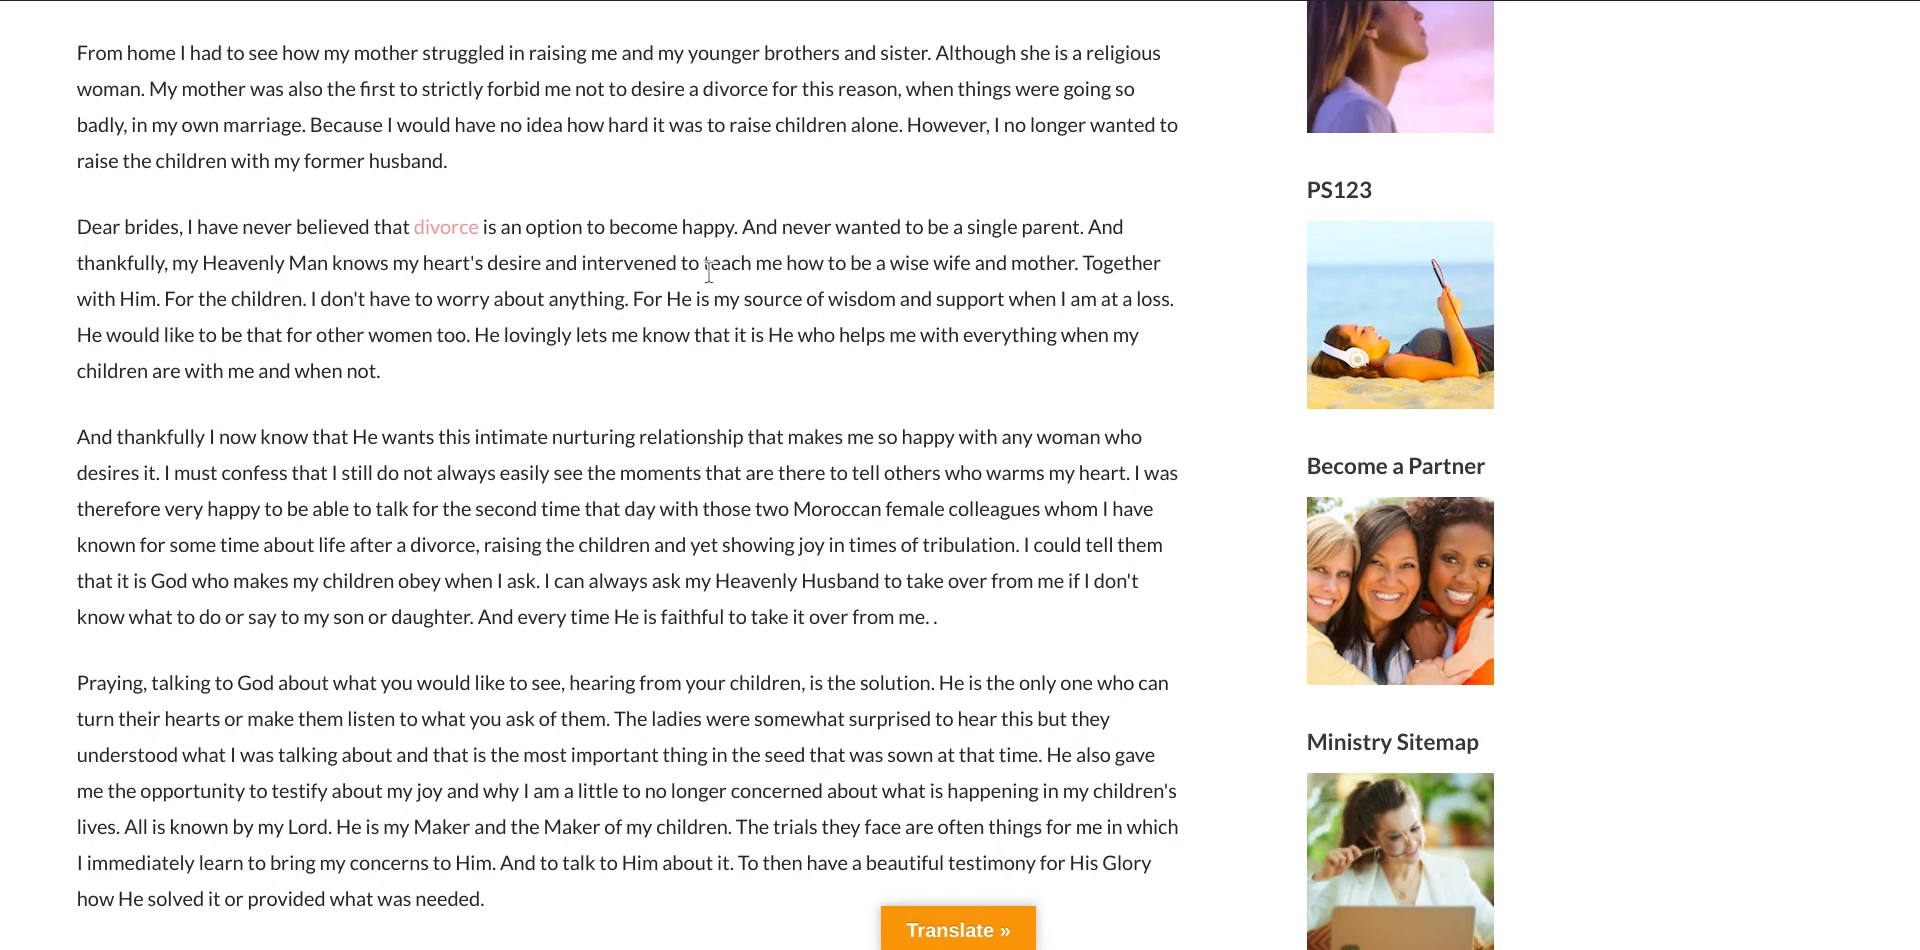 From home I had to see how my mother struggled in raising me and my younger brothers and sister. Although she is a religious
woman. My mother was also the first to strictly forbid me not to desire a divorce for this reason, when things were going so
badly, in my own marriage. Because I would have no idea how hard it was to raise children alone. However, I no longer wanted to
raise the children with my former husband.
Dear brides, I have never believed that divorce is an option to become happy. And never wanted to be a single parent. And
thankfully, my Heavenly Man knows my heart's desire and intervened to teach me how to be a wise wife and mother. Together
with Him. For the children. I don't have to worry about anything. For He is my source of wisdom and support when I am at a loss.
He would like to be that for other women too. He lovingly lets me know that it is He who helps me with everything when my
children are with me and when not.
And thankfully I now know that He wants this intimate nurturing relationship that makes me so happy with any woman who
desires it. I must confess that I still do not always easily see the moments that are there to tell others who warms my heart. I was
therefore very happy to be able to talk for the second time that day with those two Moroccan female colleagues whom I have
known for some time about life after a divorce, raising the children and yet showing joy in times of tribulation. I could tell them
that it is God who makes my children obey when I ask. I can always ask my Heavenly Husband to take over from me if I don't
know what to do or say to my son or daughter. And every time He is faithful to take it over from me. .
Praying, talking to God about what you would like to see, hearing from your children, is the solution. He is the only one who can
turn their hearts or make them listen to what you ask of them. The ladies were somewhat surprised to hear this but they
understood what I was talking about and that is the most important thing in the seed that was sown at that time. He also gave
me the opportunity to testify about my joy and why I am a little to no longer concerned about what is happening in my children's
lives. All is known by my Lord. He is my Maker and the Maker of my children. The trials they face are often things for me in which
I immediately learn to bring my concerns to Him. And to talk to Him about it. To then have a beautiful testimony for His Glory
how He solved it or provided what was needed.
PS123
Become a Partner
Ministry Sitemap
Translate »